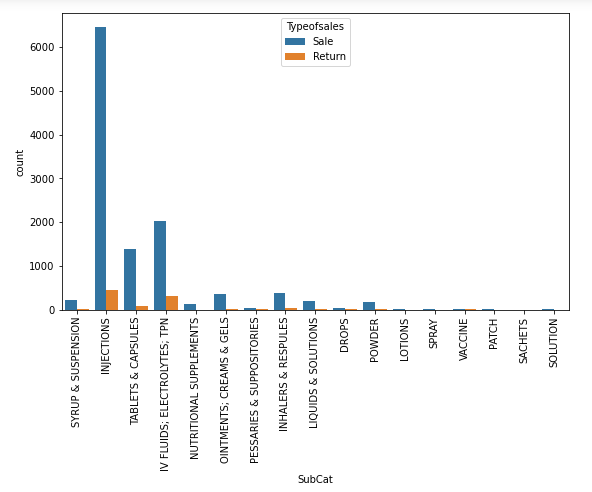 Typeofsales
Sale
Return
6000
5000
4000
3000
2000
1000
0
count
SYRUP & SUSPENSION
INJECTIONS
TABLETS & CAPSULES
IV FLUIDS; ELECTROLYTES; TPN
NUTRITIONAL SUPPLEMENTS
OINTMENTS; CREAMS & GELS
PESSARIES & SUPPOSITORIES
INHALERS & RESPULES
LIQUIDS & SOLUTIONS
DROPS
POWDER
LOTIONS
SPRAY
VACCINE
PATCH
SACHETS
SOLUTION
SubCat